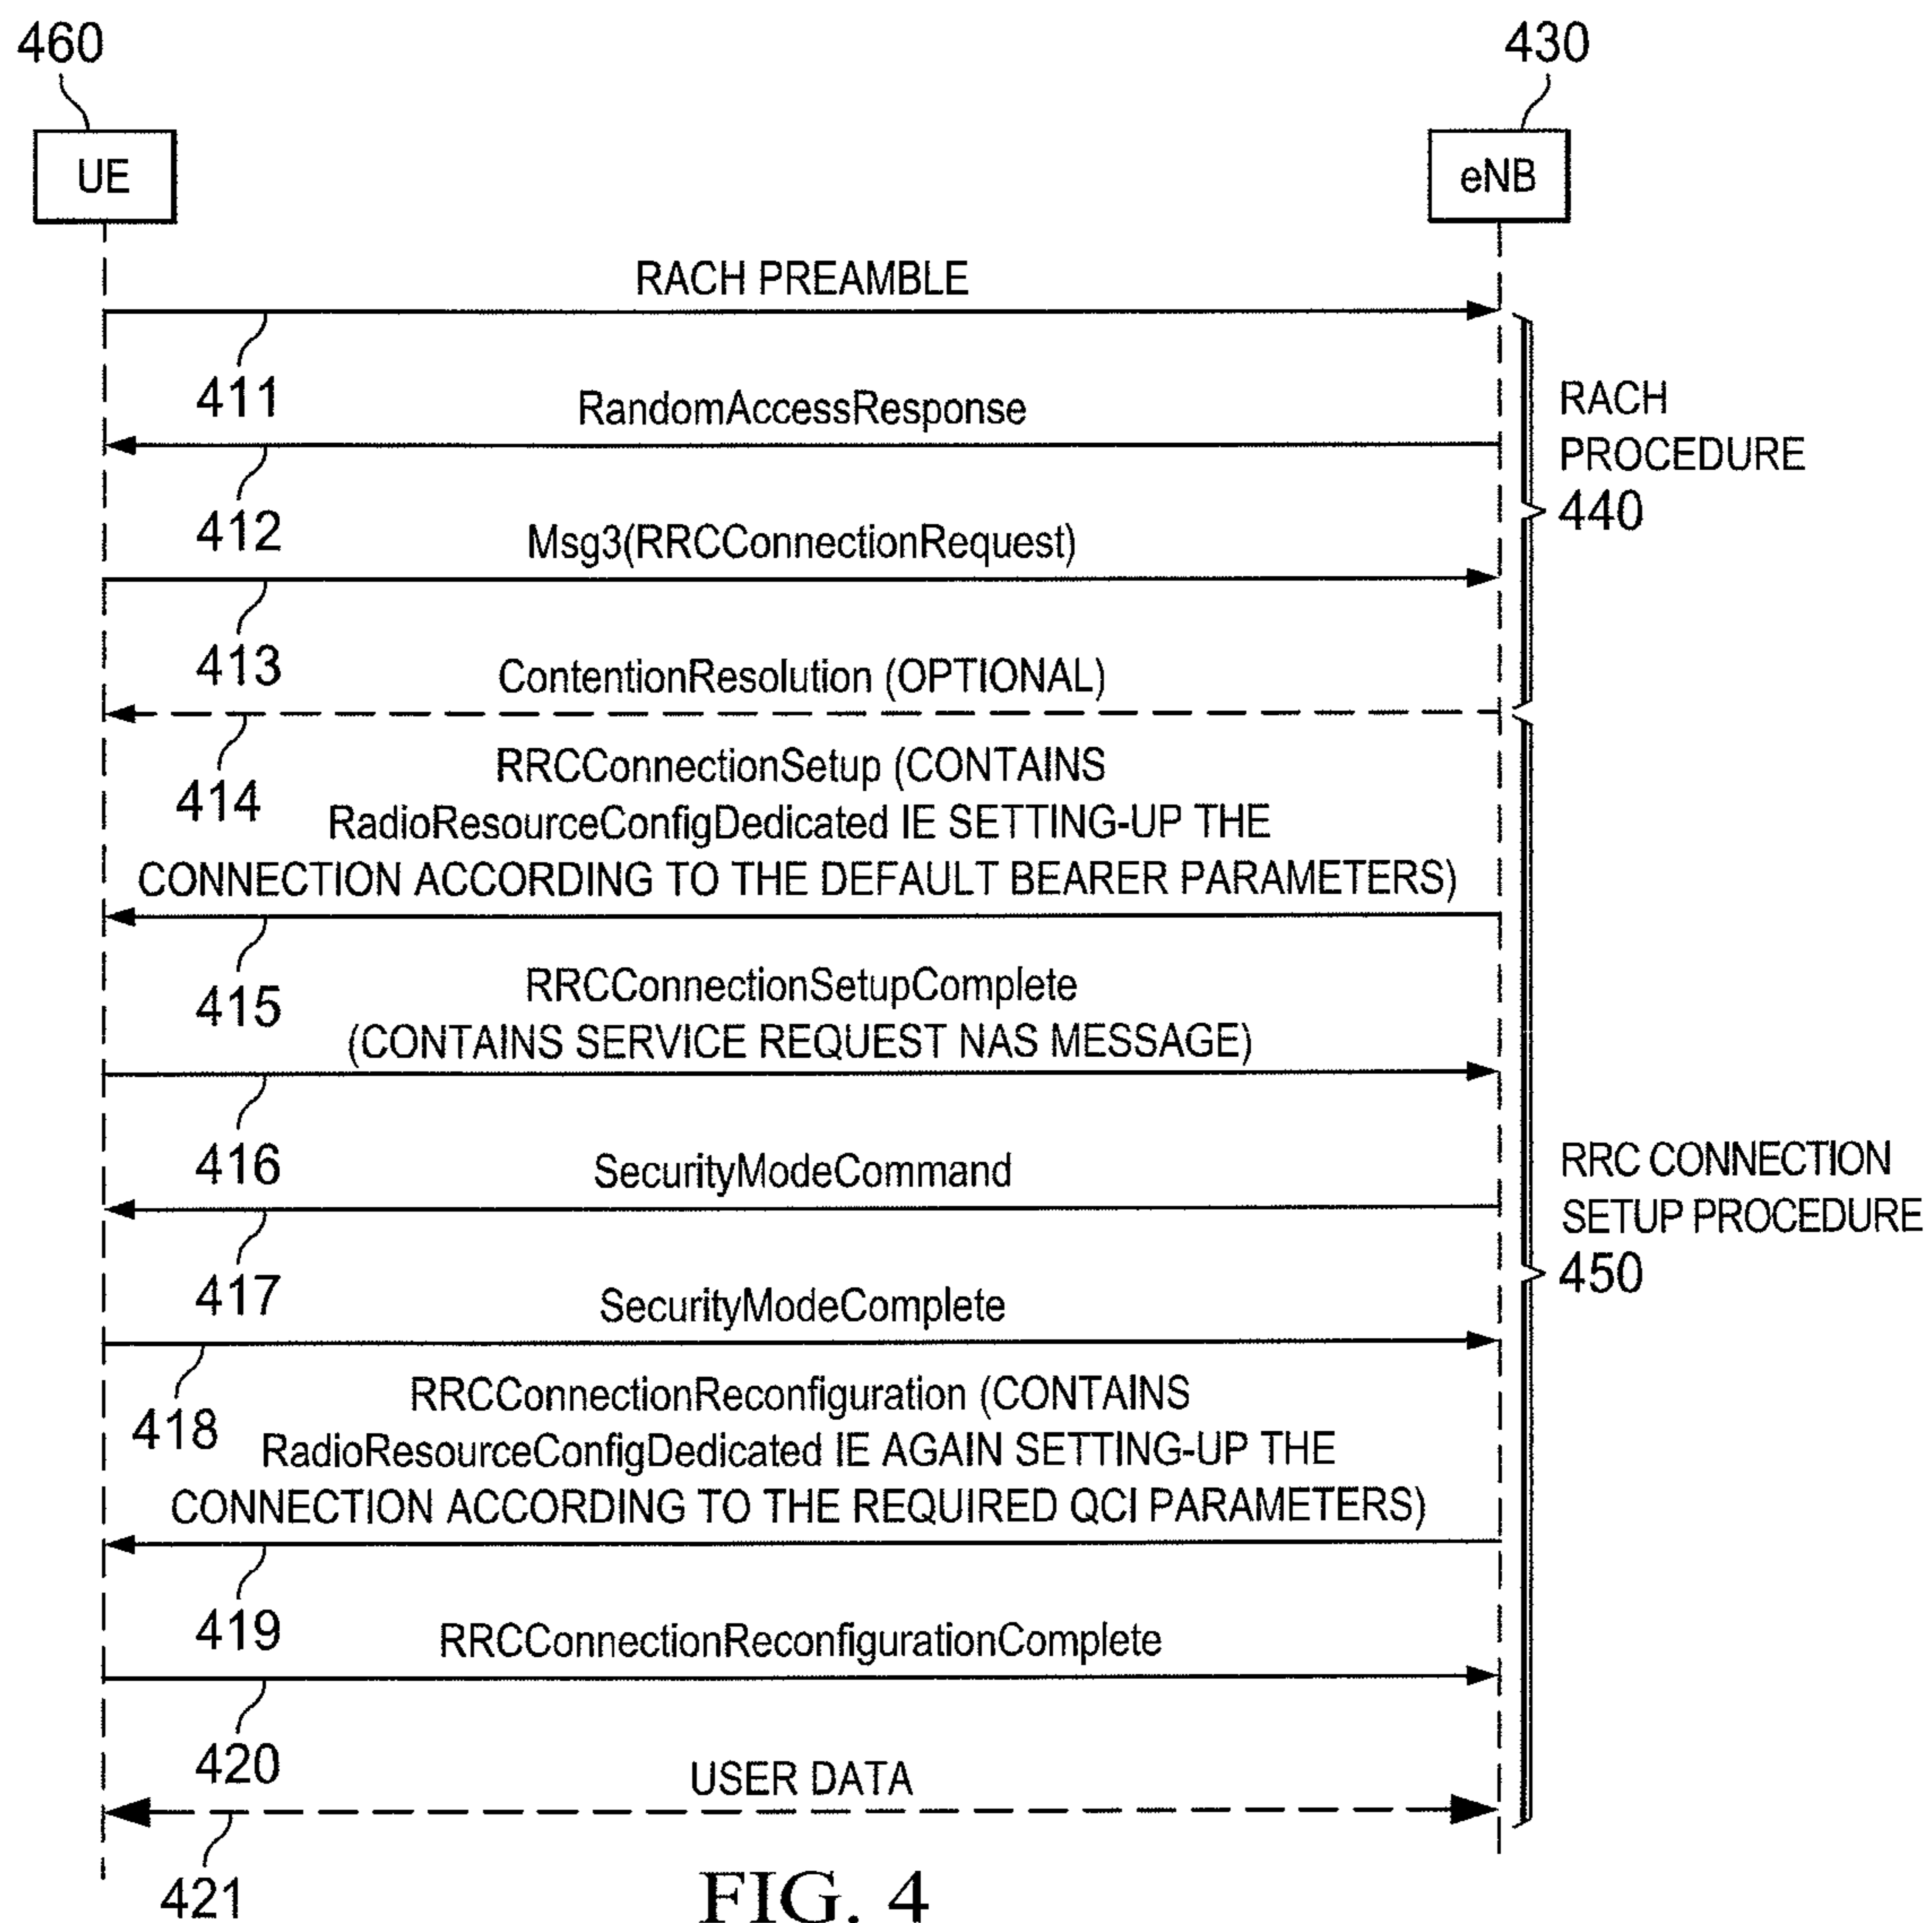 460
430
UE
eNB
RACH PREAMBLE
411
RandomAccessResponse
RACH
PROCEDURE
440
412
Msg3(RRCConnectionRequest)
413
ContentionResolution (OPTIONAL)
414
RRCConnectionSetup (CONTAINS
RadioResourceConfigDedicated IE SETTING-UP THE
CONNECTION ACCORDING TO THE DEFAULT BEARER PARAMETERS)
415
RRCConnectionSetupComplete
(CONTAINS SERVICE REQUEST NAS MESSAGE)
416
SecurityModeCommand
RRC CONNECTION
SETUP PROCEDURE
450
417
SecurityModeComplete
418
RRCConnectionReconfiguration (CONTAINS
RadioResourceConfigDedicated IE AGAIN SETTING-UP THE
CONNECTION ACCORDING TO THE REQUIRED QCI PARAMETERS)
419
RRCConnectionReconfigurationComplete
420
USER DATA
421
FIG. 4